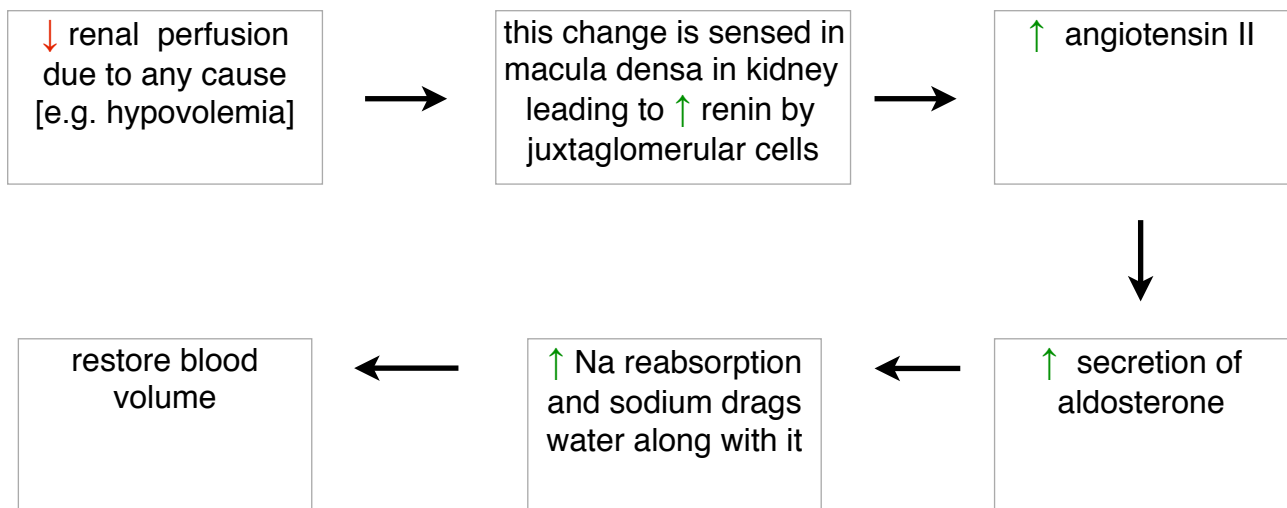 ↓ renal perfusion
due to any cause
[e.g. hypovolemia]
this change is sensed in
macula densa in kidney
leading to ↑ renin by
juxtaglomerular cells
↑ angiotensin II
↑ secretion of
aldosterone
↑ Na reabsorption
and sodium drags
water along with it
restore blood
volume